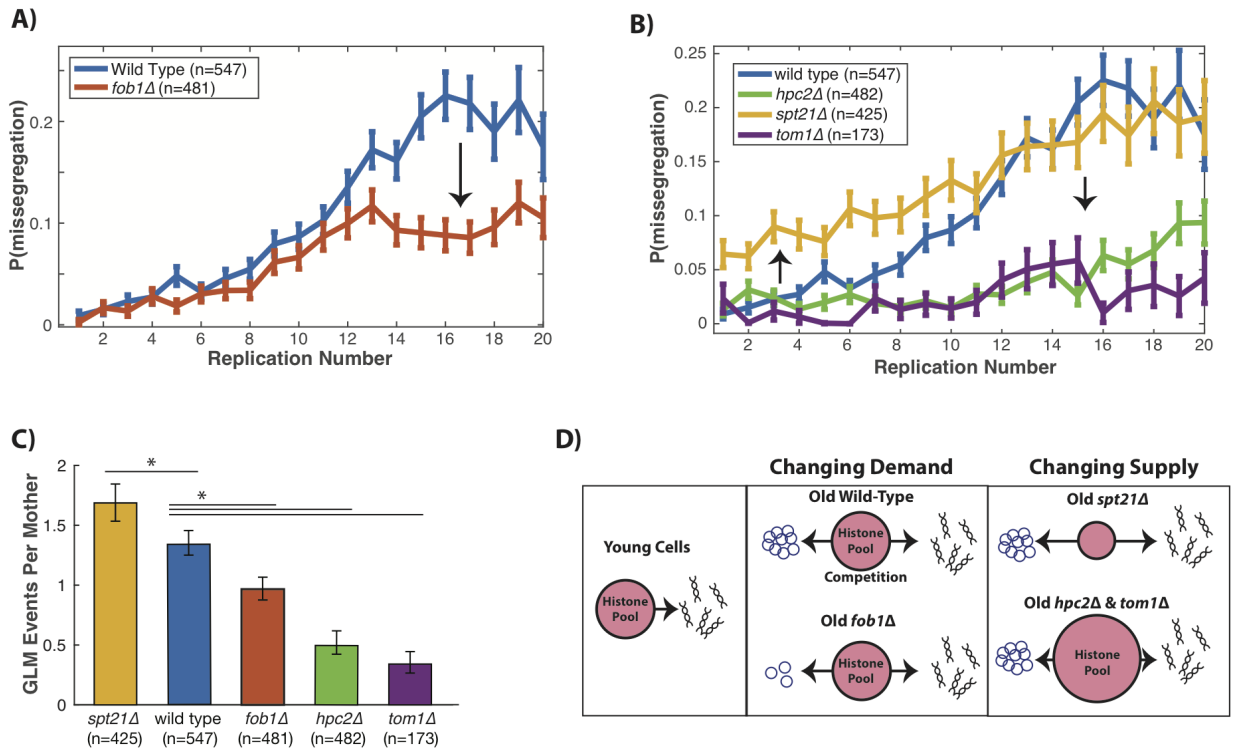 A)
Wild Type (n=547)
fob1Δ (n=481)
P(missegregation)
0.2
0.1
0
2 4 6 8 10 12 14 16 18 20
Replication Number
B)
wild type (n=547)
hpc2Δ (n=482)
spt21Δ (n=425)
tom1Δ (n=173)
P(missegregation)
0.25
0.2
0.15
0.1
0.05
0
2 4 6 8 10 12 14 16 18 20
Replication Number
C)
GLM Events Per Mother
2
1.5
1
0.5
0
*
*
spt21Δ wild type fob1Δ hpc2Δ tom1Δ
(n=425) (n=547) (n=481) (n=482) (n=173)
D)
Changing Demand
Changing Supply
Young Cells
Histone
Pool
Old Wild-Type
Histone
Pool
Competition
Old fob1Δ
Histone
Pool
Old spt21Δ
Old hpc2Δ & tom1Δ
Histone
Pool